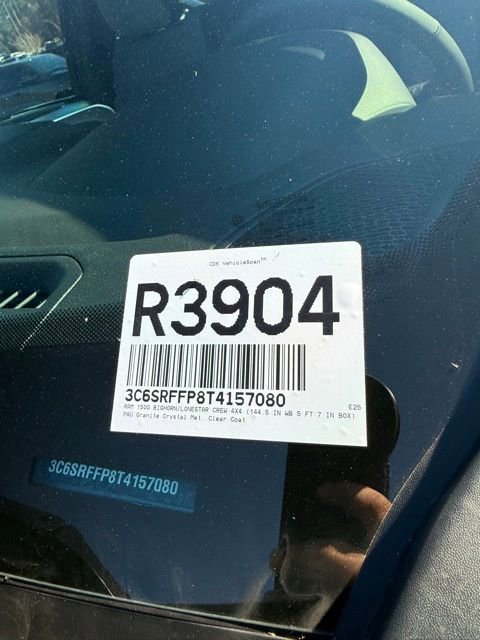 CDK VehicleScan™
R3904
3C6SRFFP8T4157080
RAM 1500 BIGHORN/LONESTAR CREW 4X4 (144.5 IN WB 5 FT 7 IN BOX)
E25
PAU Granite Crystal Met. Clear Coat
3C6SRFFP8T4157080